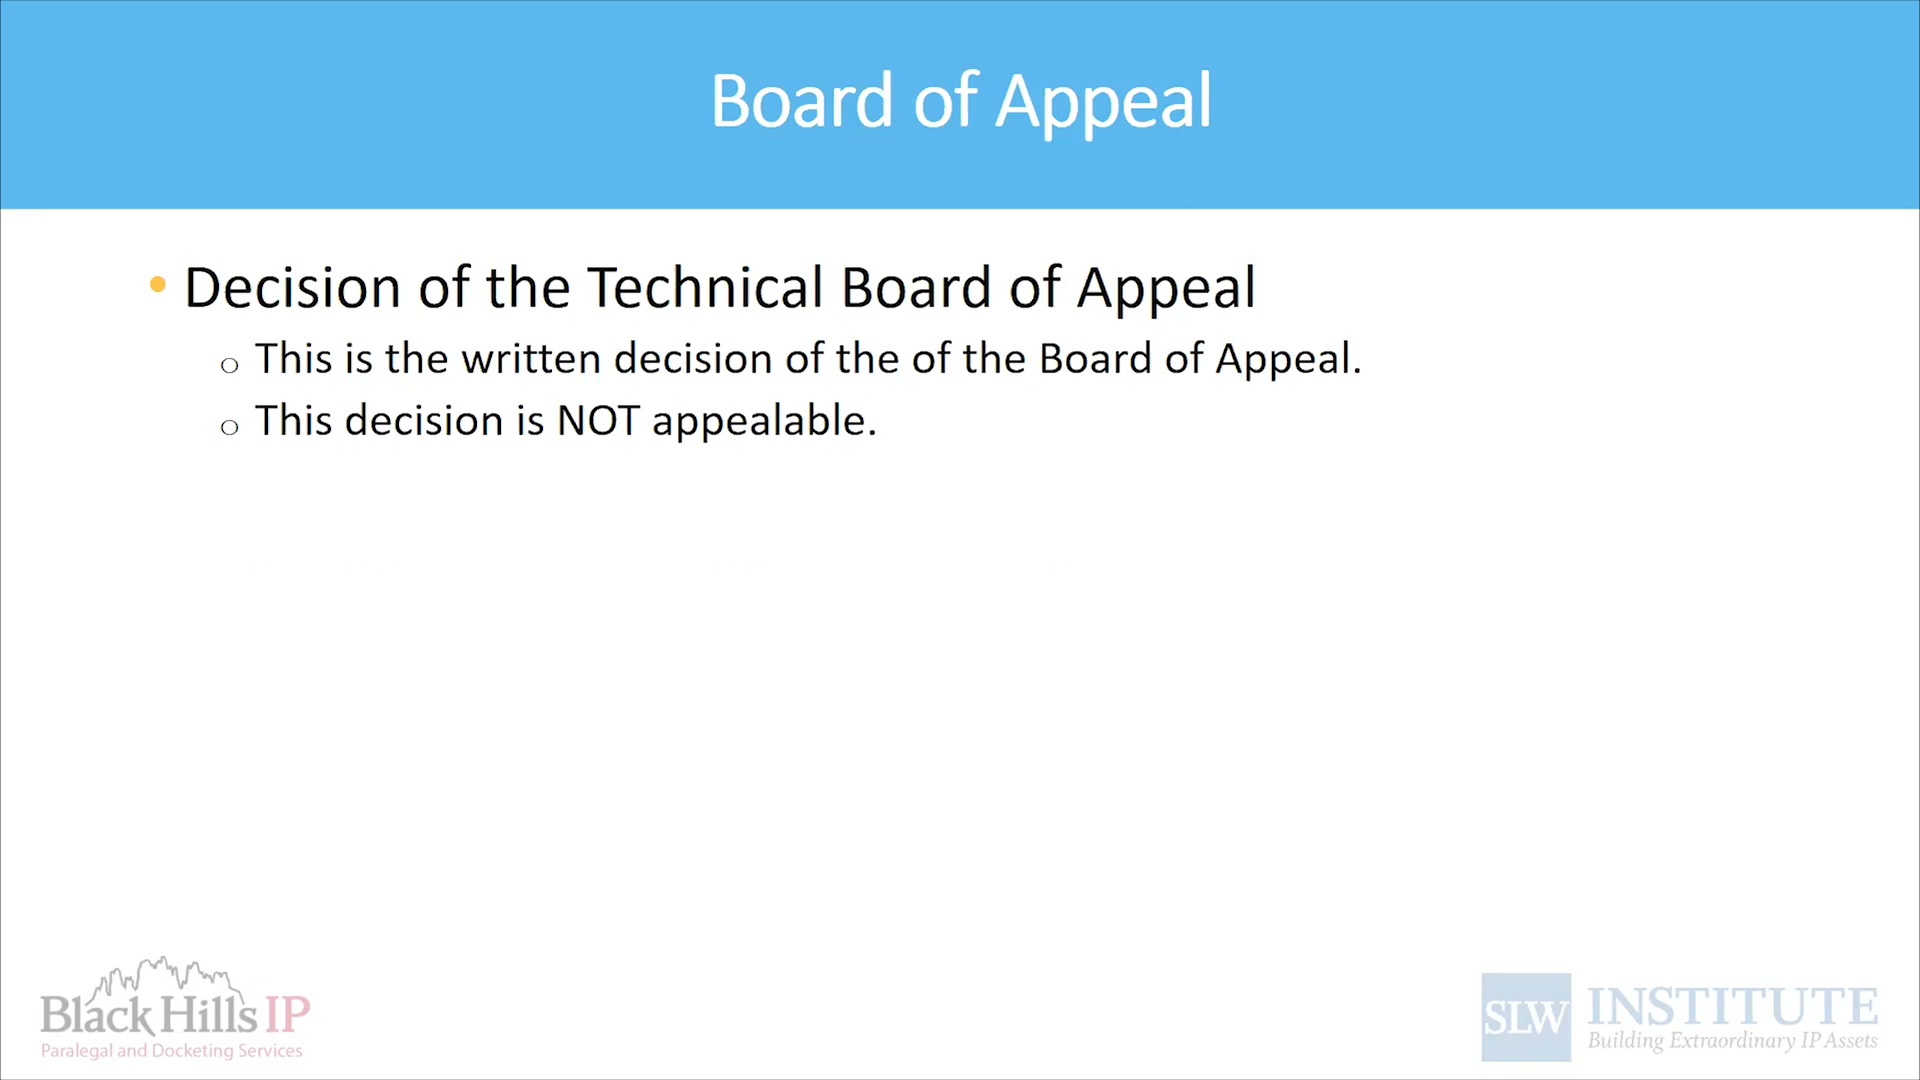 Board of Appeal
• Decision of the Technical Board of Appeal
o This is the written decision of the of the Board of Appeal.
o This decision is NOT appealable.
Black Hills IP
Paralegal and Docketing Services
SLW INSTITUTE
Building Extraordinary IP Assets